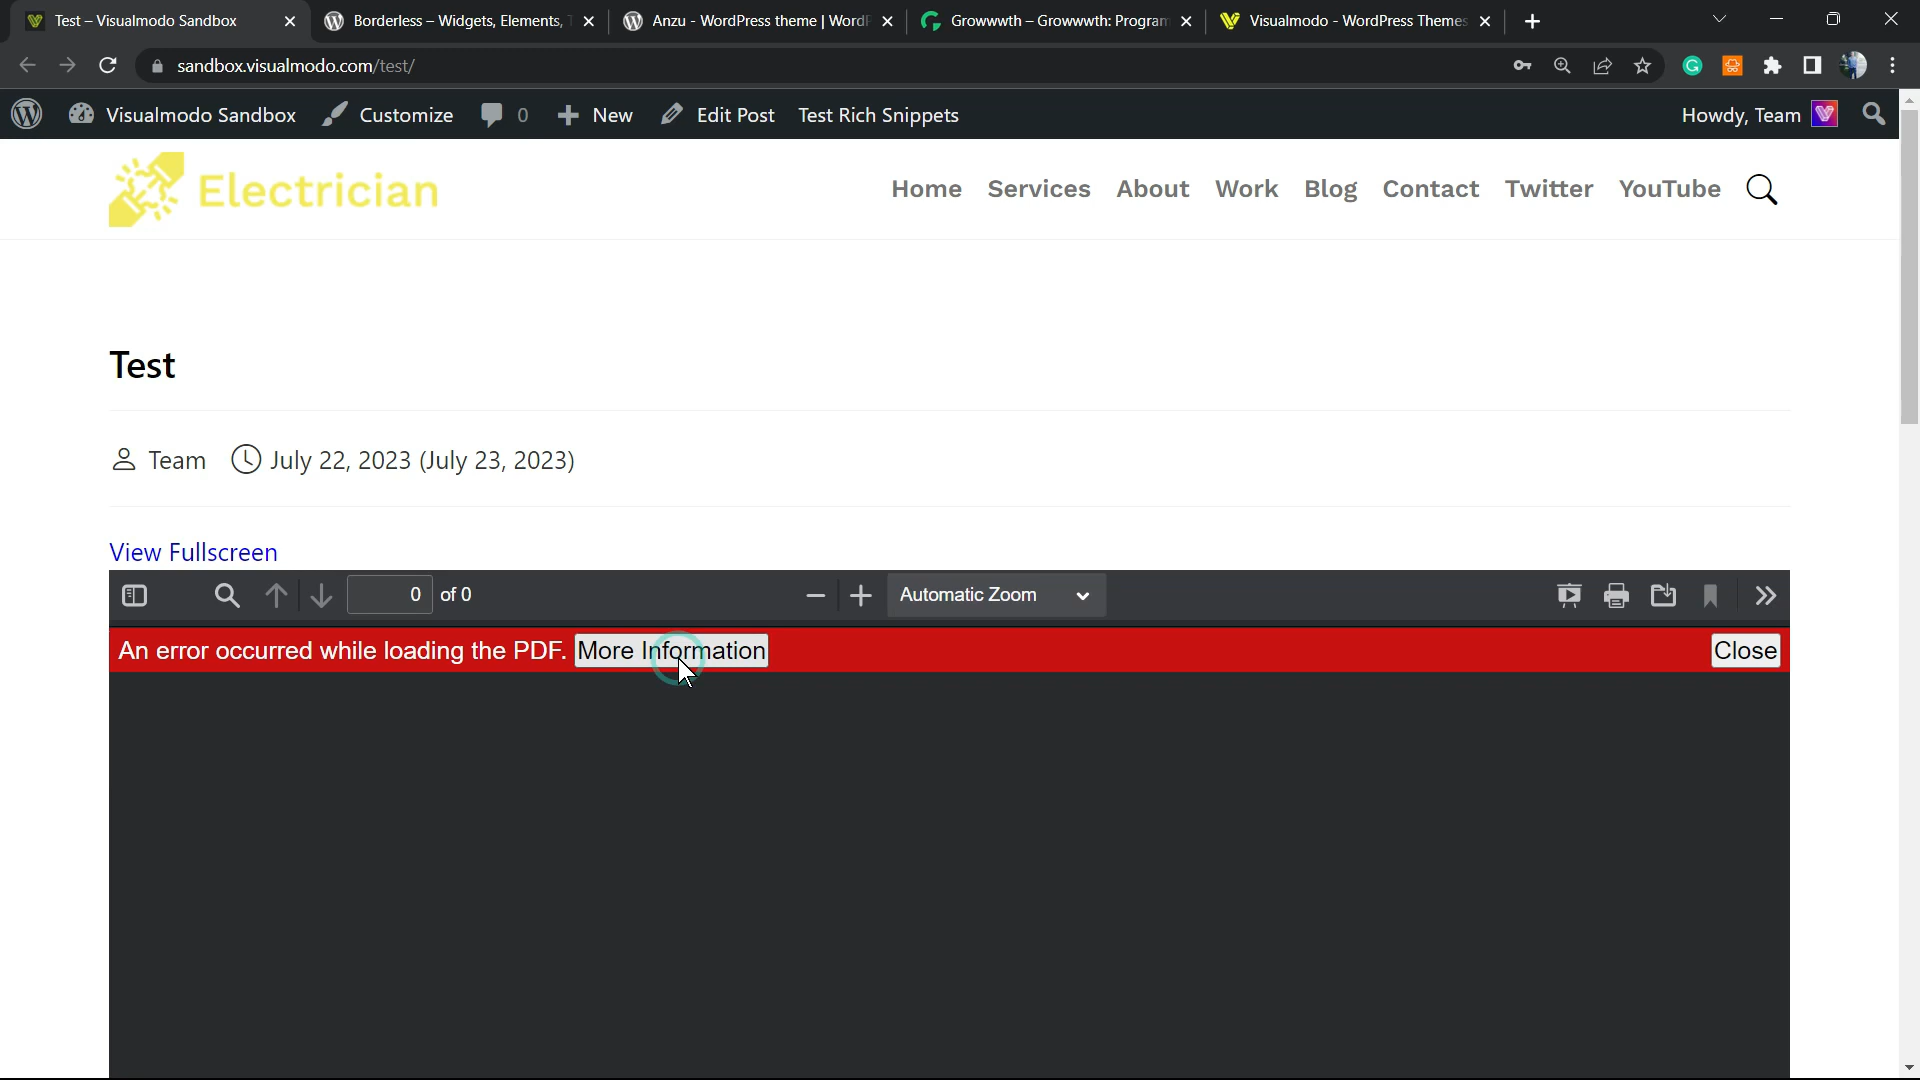 Test – Visualmodo Sandbox
Borderless – Widgets, Elements,
Anzu - WordPress theme | Word
Growwwth – Growwwth: Program
Visualmodo - WordPress Themes
sandbox.visualmodo.com/test/
Visualmodo Sandbox Customize 0 New Edit Post Test Rich Snippets Howdy, Team
Electrician
Home Services About Work Blog Contact Twitter YouTube
Test
Team July 22, 2023 (July 23, 2023)
View Fullscreen
0 of 0 Automatic Zoom
An error occurred while loading the PDF. More Information Close